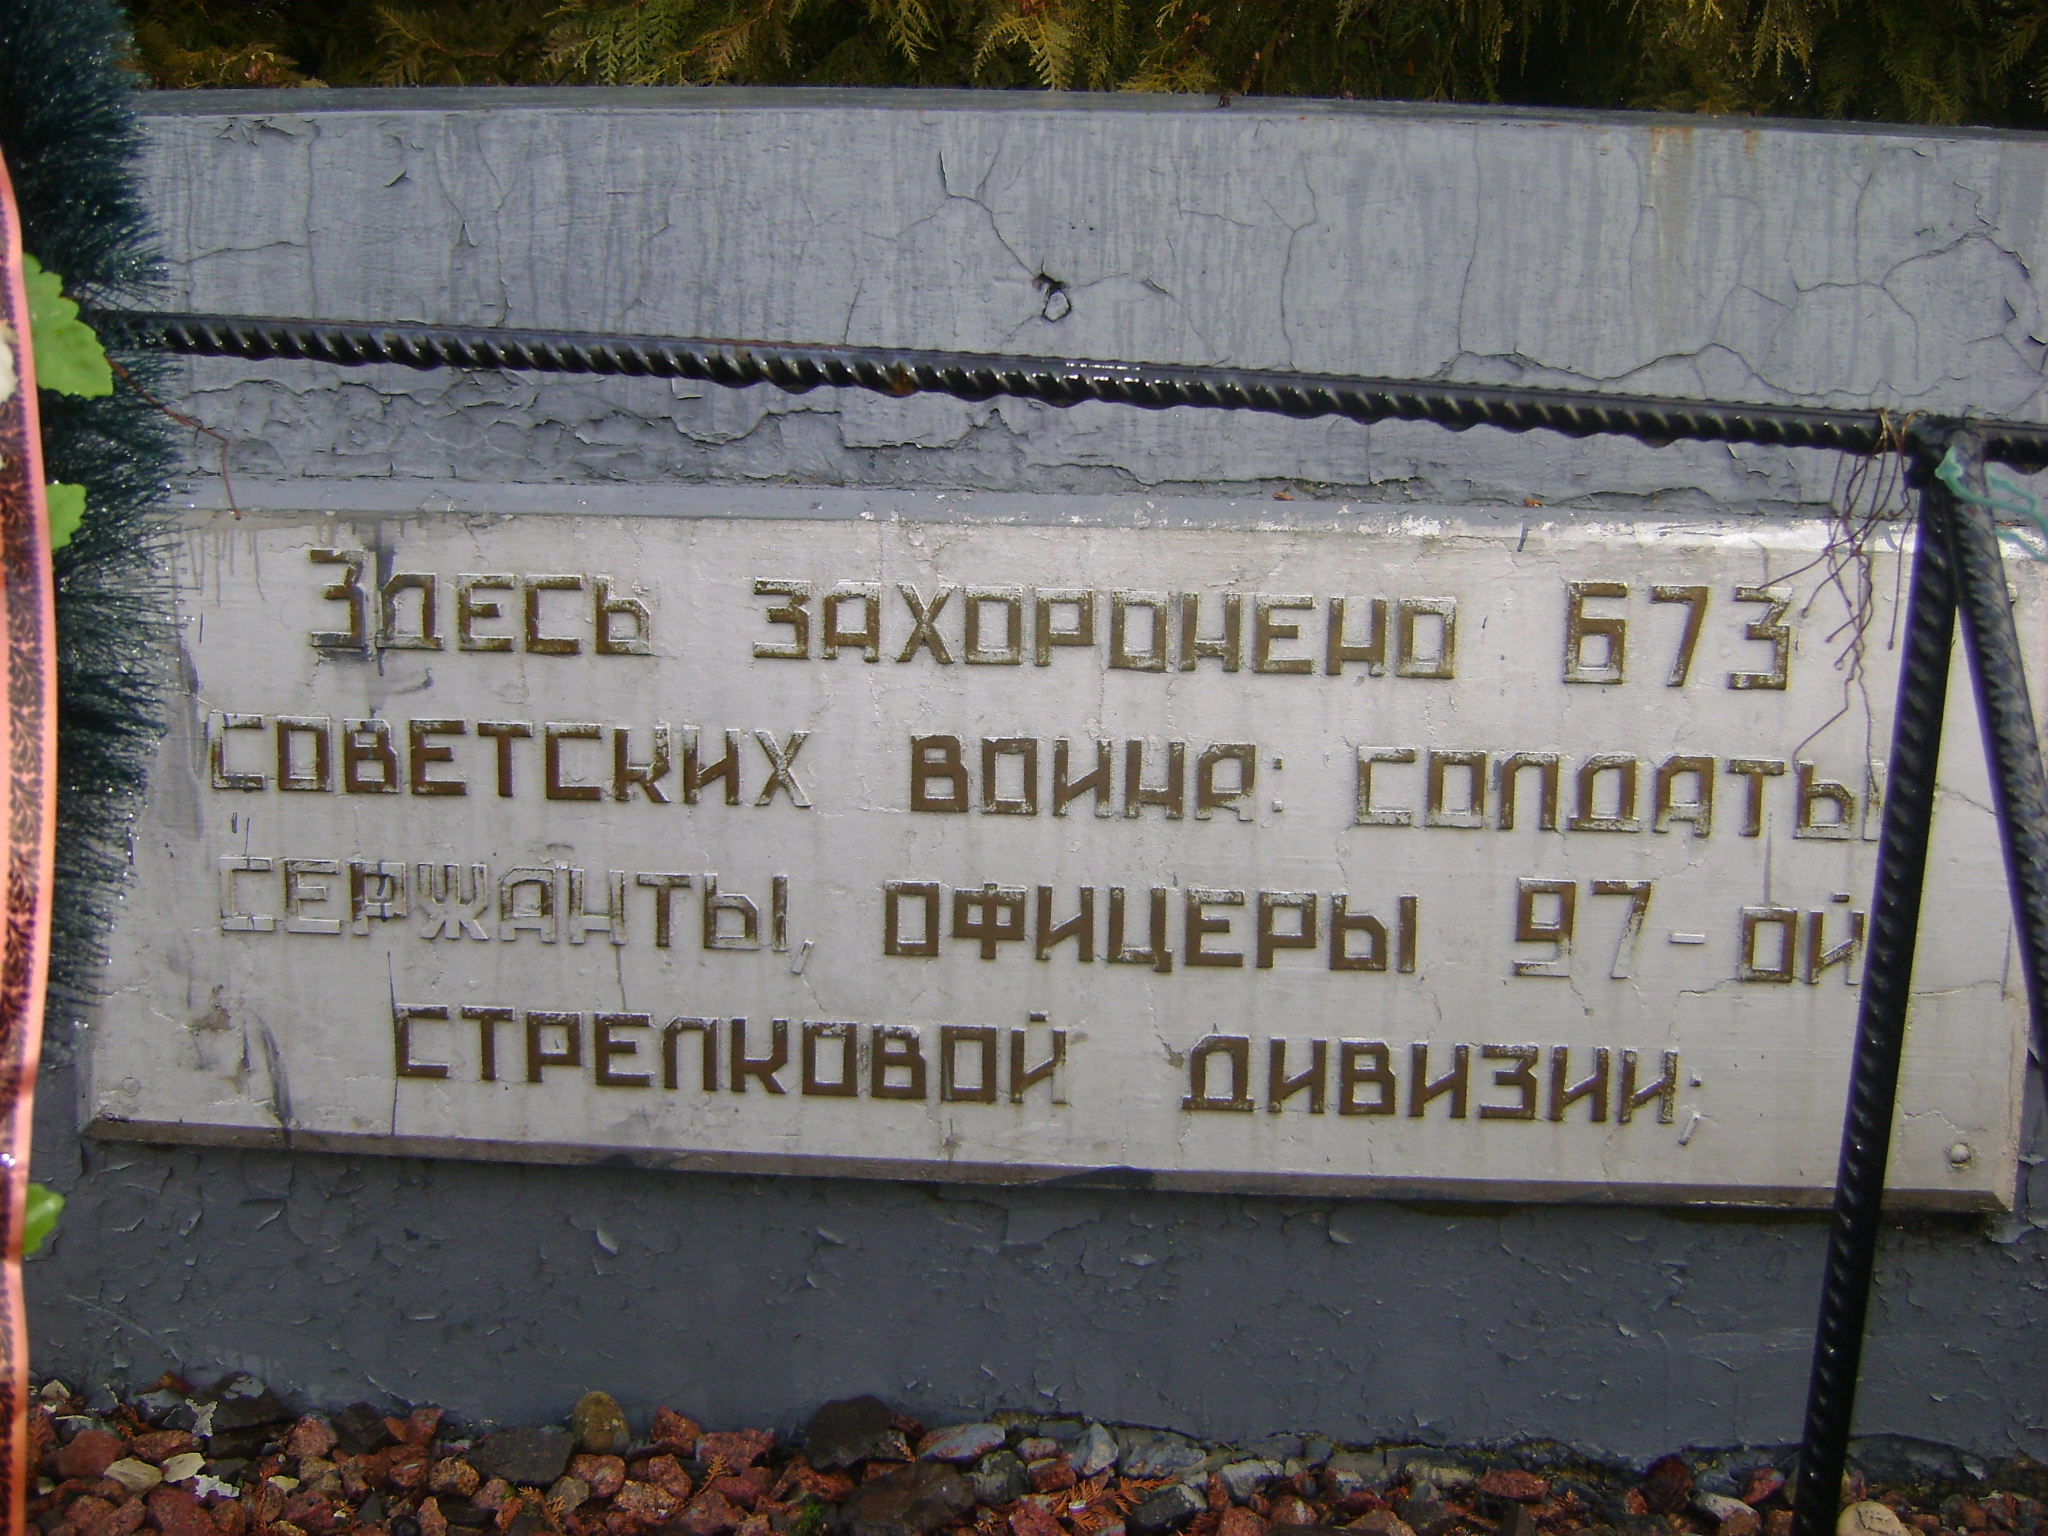 Здесь захоронено 673
советских воина: солдаты
сержанты, офицеры 97-ой
стрелковой дивизии;